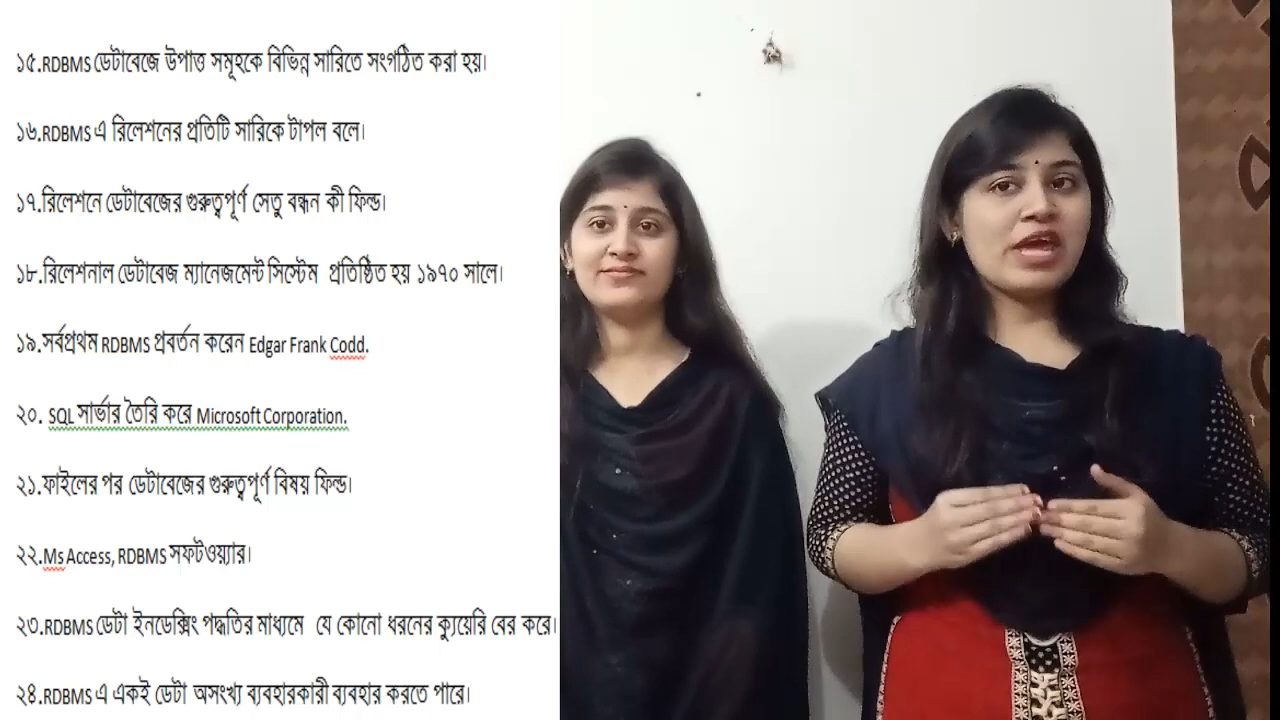 ১৫.RDBMS ডেটাবেজে উপাত্ত সমূহকে বিভিন্ন সারিতে সংগঠিত করা হয়।
১৬.RDBMS এ রিলেশনের প্রতিটি সারিকে টাপল বলে।
১৭.রিলেশনে ডেটাবেজের গুরুত্বপূর্ণ সেতু বন্ধন কী ফিল্ড।
১৮.রিলেশনাল ডেটাবেজ ম্যানেজমেন্ট সিস্টেম প্রতিষ্ঠিত হয় ১৯৭০ সালে।
১৯.সর্বপ্রথম RDBMS প্রবর্তন করেন Edgar Frank Codd.
২০. SQL সার্ভার তৈরি করে Microsoft Corporation.
২১.ফাইলের পর ডেটাবেজের গুরুত্বপূর্ণ বিষয় ফিল্ড।
২২.Ms Access, RDBMS সফটওয়্যার।
২৩.RDBMS ডেটা ইনডেক্সিং পদ্ধতির মাধ্যমে যে কোনো ধরনের ক্যুয়েরি বের করে।
২৪.RDBMS এ একই ডেটা অসংখ্য ব্যবহারকারী ব্যবহার করতে পারে।